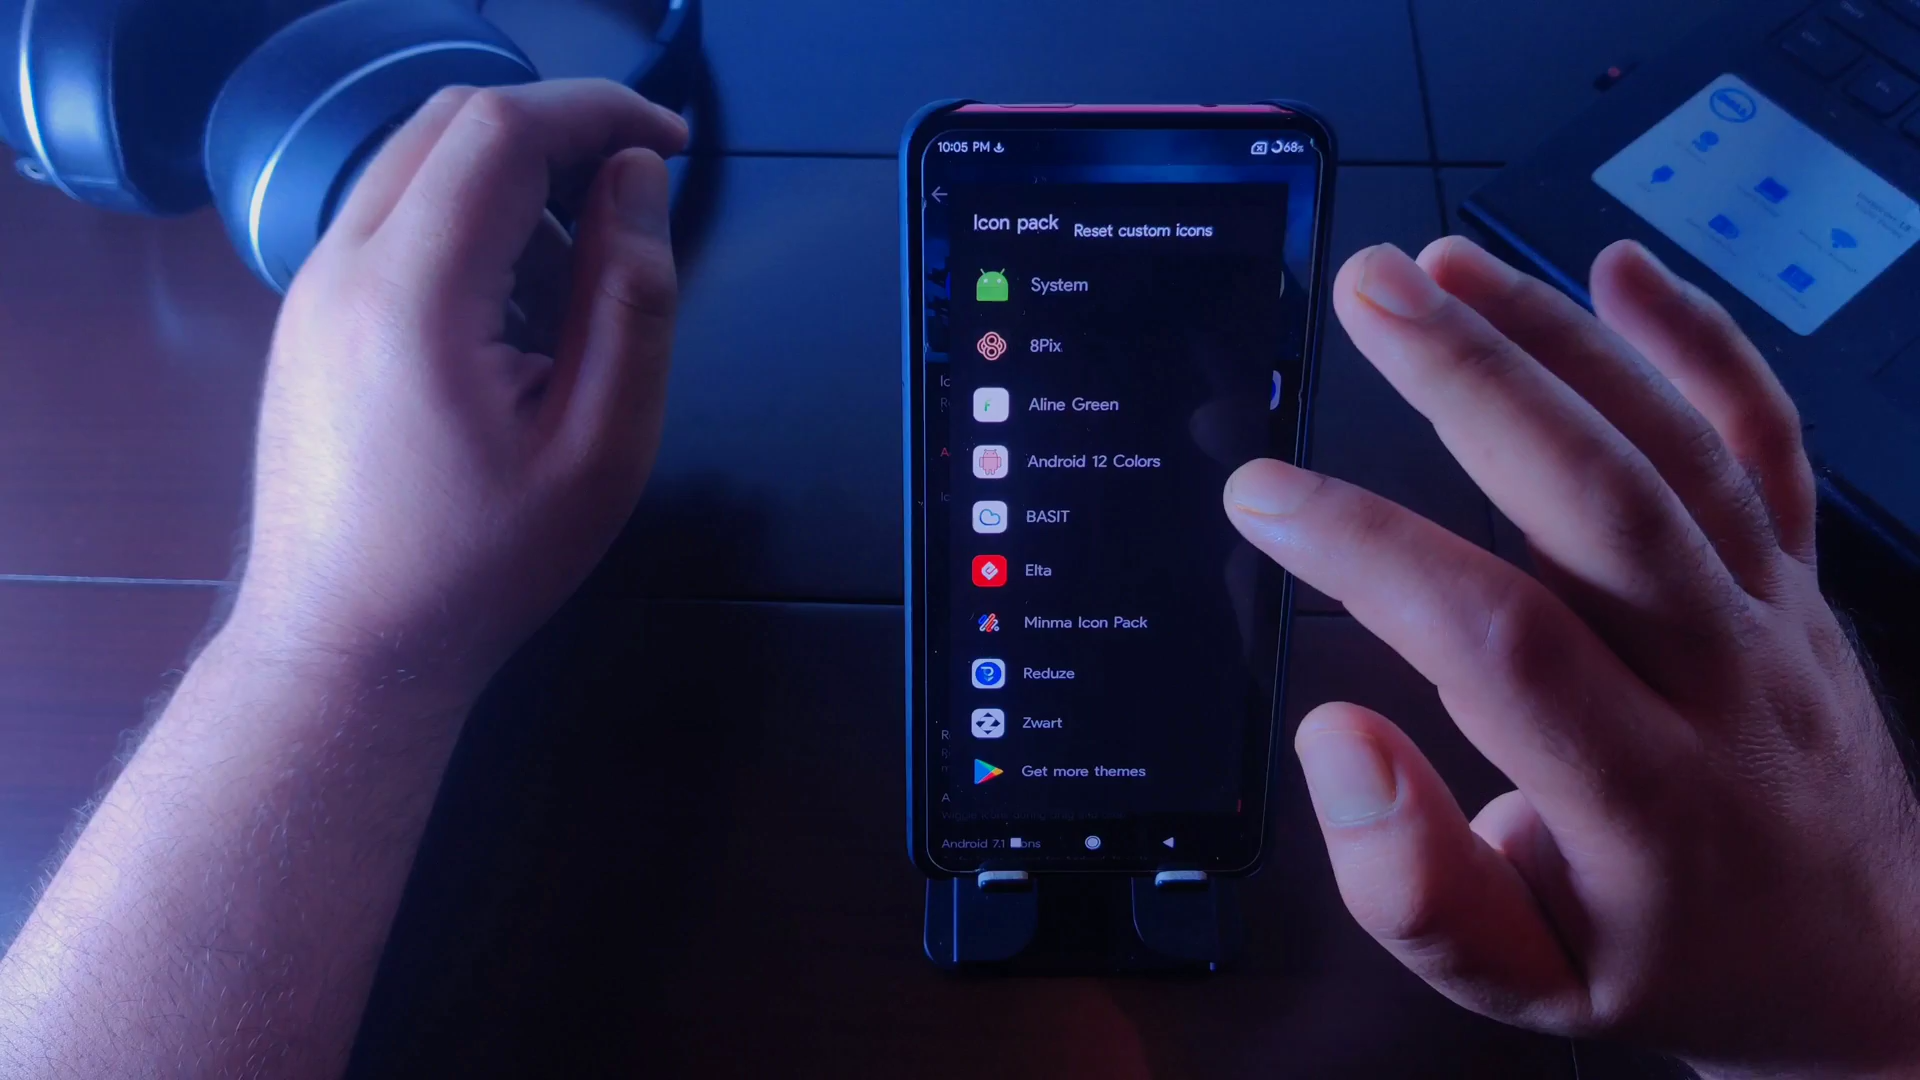 10:05 PM
68%
Icon pack
Reset custom icons
System
8Pix
Aline Green
Android 12 Colors
BASIT
Elta
Minma Icon Pack
Reduze
Zwart
Get more themes
Android 7.1
DELL